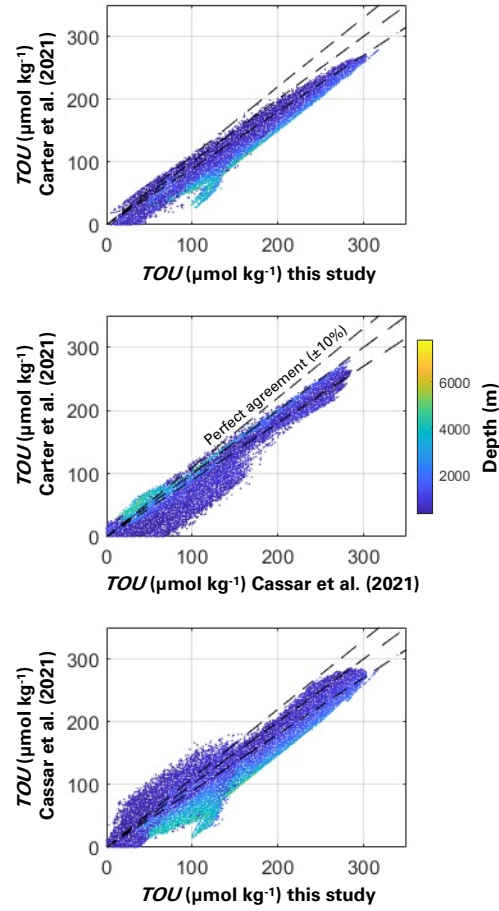 300
200
100
0
TOU (μmol kg⁻¹)
Carter et al. (2021)
0 100 200 300
TOU (μmol kg⁻¹) this study
300
200
100
0
TOU (μmol kg⁻¹)
Carter et al. (2021)
Perfect agreement (±10%)
0 100 200 300
TOU (μmol kg⁻¹) Cassar et al. (2021)
6000
4000
2000
Depth (m)
300
200
100
0
TOU (μmol kg⁻¹)
Cassar et al. (2021)
0 100 200 300
TOU (μmol kg⁻¹) this study